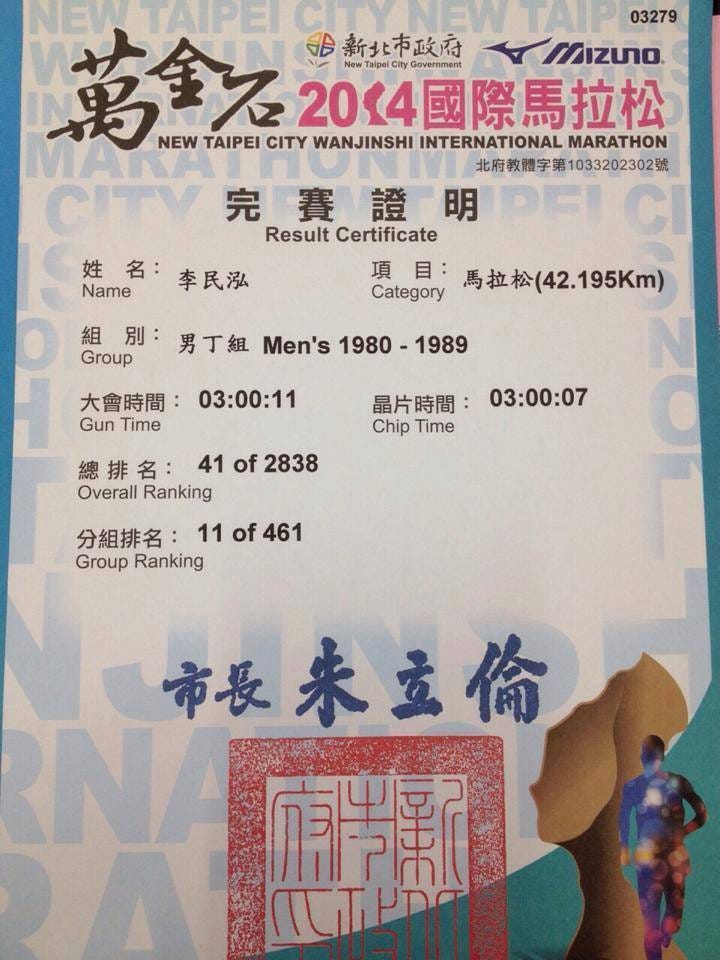 03279
新北市政府
New Taipei City Government
MIZUNO
萬金石 2014國際馬拉松
NEW TAIPEI CITY WANJINSHI INTERNATIONAL MARATHON
北府教體字第1033202302號
完賽證明
Result Certificate
姓 名： 李民泓 項 目： 馬拉松(42.195Km)
Name Category
組 別： 男丁組 Men's 1980 - 1989
Group
大會時間： 03:00:11 晶片時間： 03:00:07
Gun Time Chip Time
總排名： 41 of 2838
Overall Ranking
分組排名： 11 of 461
Group Ranking
市長 朱立倫